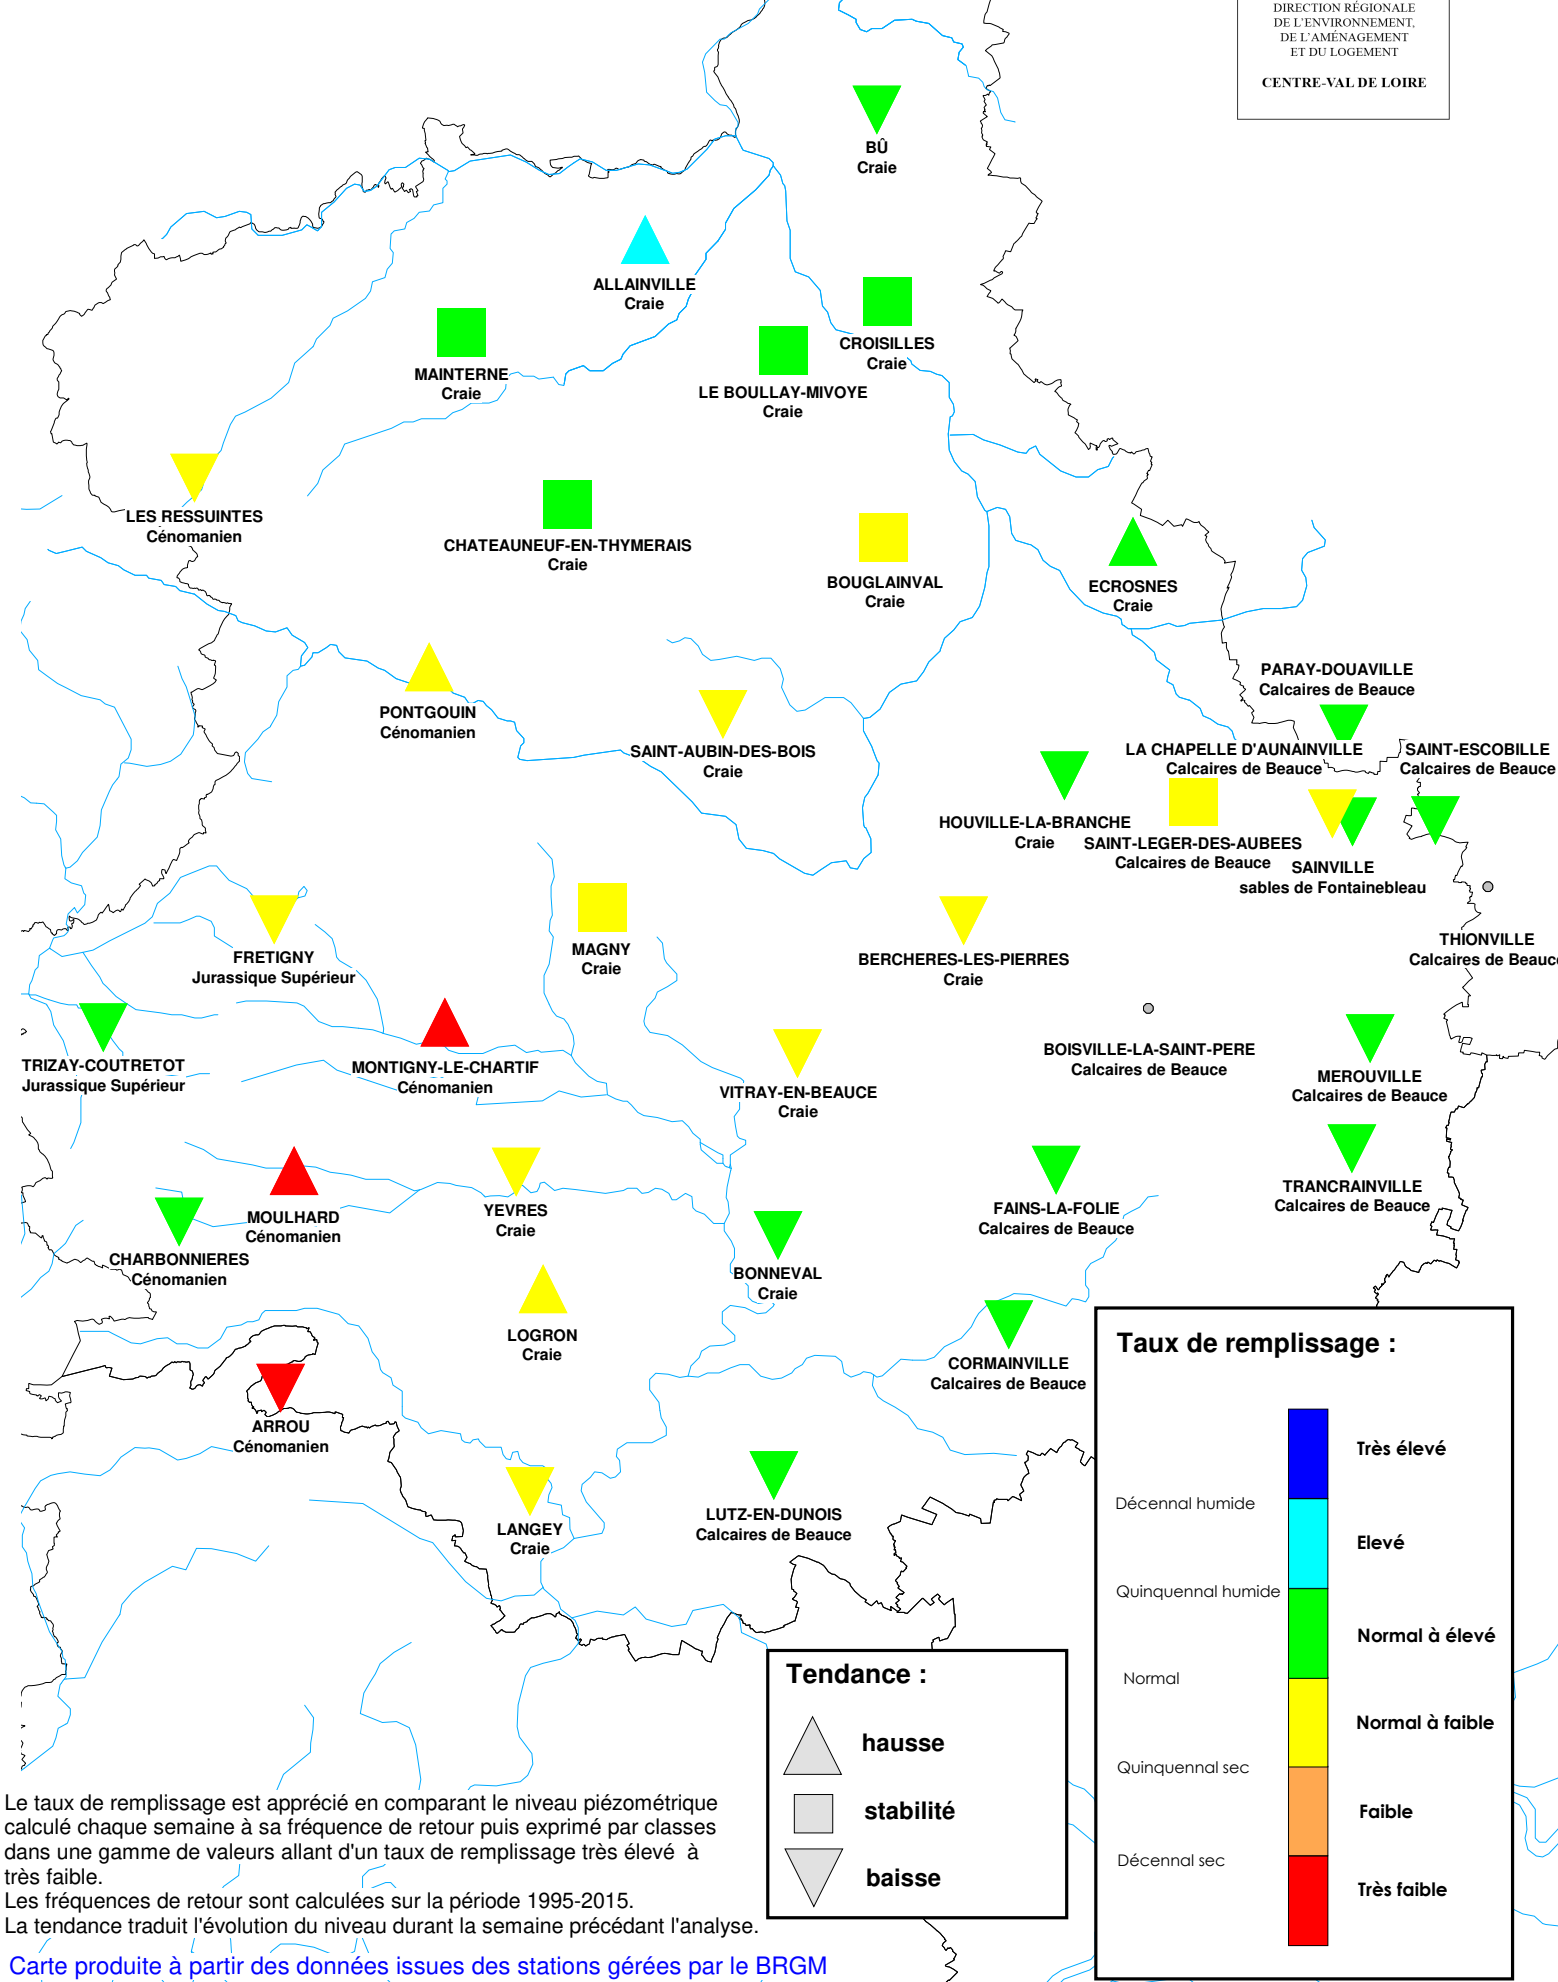 DIRECTION RÉGIONALE
DE L'ENVIRONNEMENT,
DE L'AMÉNAGEMENT
ET DU LOGEMENT
CENTRE-VAL DE LOIRE
BÛ
Craie
ALLAINVILLE
Craie
CROISILLES
Craie
MAINTERNE
Craie
LE BOULLAY-MIVOYE
Craie
LES RESSUINTES
Cénomanien
CHATEAUNEUF-EN-THYMERAIS
Craie
BOUGLAINVAL
Craie
ECROSNES
Craie
PARAY-DOUAVILLE
Calcaires de Beauce
PONTGOUIN
Cénomanien
SAINT-AUBIN-DES-BOIS
Craie
LA CHAPELLE D'AUNAINVILLE
Calcaires de Beauce
SAINT-ESCOBILLE
Calcaires de Beauce
HOUVILLE-LA-BRANCHE
Craie
SAINT-LEGER-DES-AUBEES
Calcaires de Beauce
SAINVILLE
sables de Fontainebleau
THIONVILLE
Calcaires de Beauce
FRETIGNY
Jurassique Supérieur
MAGNY
Craie
BERCHERES-LES-PIERRES
Craie
TRIZAY-COUTRETOT
Jurassique Supérieur
MONTIGNY-LE-CHARTIF
Cénomanien
BOISVILLE-LA-SAINT-PERE
Calcaires de Beauce
MEROUVILLE
Calcaires de Beauce
VITRAY-EN-BEAUCE
Craie
TRANCRAINVILLE
Calcaires de Beauce
MOULHARD
Cénomanien
YEVRES
Craie
FAINS-LA-FOLIE
Calcaires de Beauce
CHARBONNIERES
Cénomanien
BONNEVAL
Craie
LOGRON
Craie
CORMAINVILLE
Calcaires de Beauce
ARROU
Cénomanien
LANGEY
Craie
LUTZ-EN-DUNOIS
Calcaires de Beauce
Taux de remplissage :
Très élevé
Décennal humide
Elevé
Quinquennal humide
Normal à élevé
Normal
Normal à faible
Quinquennal sec
Faible
Décennal sec
Très faible
Tendance :
hausse
stabilité
baisse
Le taux de remplissage est apprécié en comparant le niveau piézométrique
calculé chaque semaine à sa fréquence de retour puis exprimé par classes
dans une gamme de valeurs allant d'un taux de remplissage très élevé à
très faible.
Les fréquences de retour sont calculées sur la période 1995-2015.
La tendance traduit l'évolution du niveau durant la semaine précédant l'analyse.
Carte produite à partir des données issues des stations gérées par le BRGM